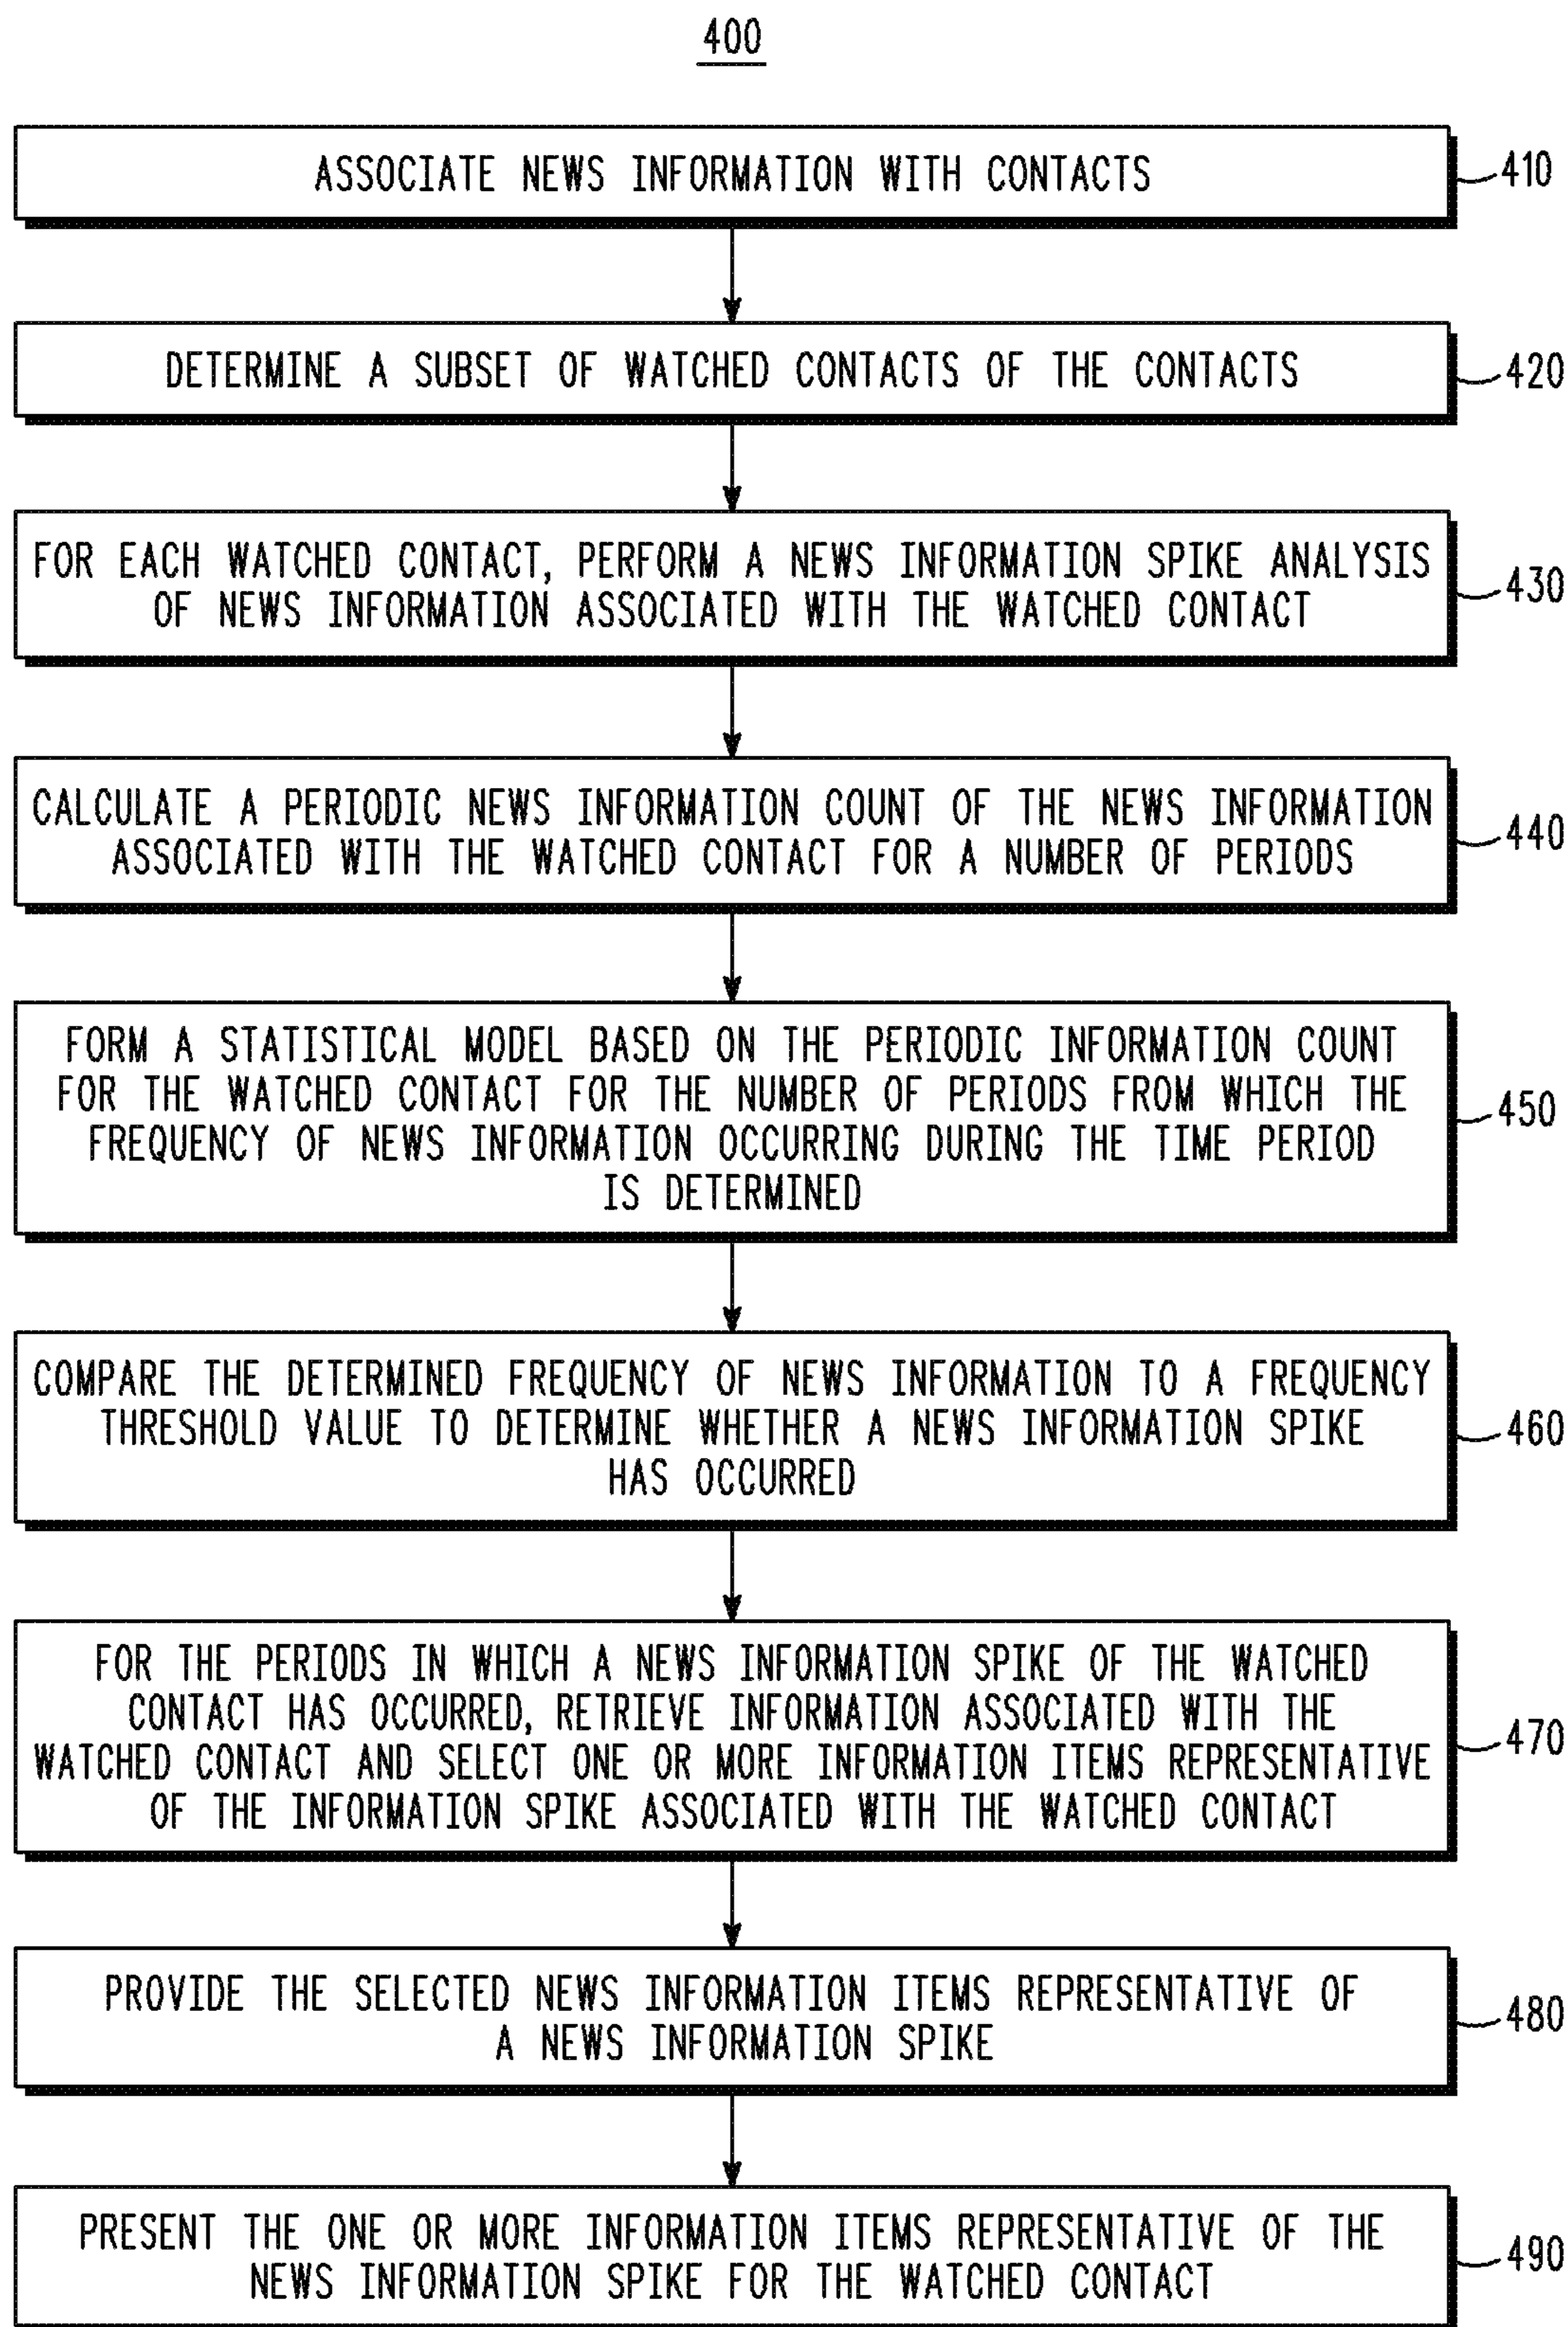 400
ASSOCIATE NEWS INFORMATION WITH CONTACTS
410
DETERMINE A SUBSET OF WATCHED CONTACTS OF THE CONTACTS
420
FOR EACH WATCHED CONTACT, PERFORM A NEWS INFORMATION SPIKE ANALYSIS
OF NEWS INFORMATION ASSOCIATED WITH THE WATCHED CONTACT
430
CALCULATE A PERIODIC NEWS INFORMATION COUNT OF THE NEWS INFORMATION
ASSOCIATED WITH THE WATCHED CONTACT FOR A NUMBER OF PERIODS
440
FORM A STATISTICAL MODEL BASED ON THE PERIODIC INFORMATION COUNT
FOR THE WATCHED CONTACT FOR THE NUMBER OF PERIODS FROM WHICH THE
FREQUENCY OF NEWS INFORMATION OCCURRING DURING THE TIME PERIOD
IS DETERMINED
450
COMPARE THE DETERMINED FREQUENCY OF NEWS INFORMATION TO A FREQUENCY
THRESHOLD VALUE TO DETERMINE WHETHER A NEWS INFORMATION SPIKE
HAS OCCURRED
460
FOR THE PERIODS IN WHICH A NEWS INFORMATION SPIKE OF THE WATCHED
CONTACT HAS OCCURRED, RETRIEVE INFORMATION ASSOCIATED WITH THE
WATCHED CONTACT AND SELECT ONE OR MORE INFORMATION ITEMS REPRESENTATIVE
OF THE INFORMATION SPIKE ASSOCIATED WITH THE WATCHED CONTACT
470
PROVIDE THE SELECTED NEWS INFORMATION ITEMS REPRESENTATIVE OF
A NEWS INFORMATION SPIKE
480
PRESENT THE ONE OR MORE INFORMATION ITEMS REPRESENTATIVE OF THE
NEWS INFORMATION SPIKE FOR THE WATCHED CONTACT
490